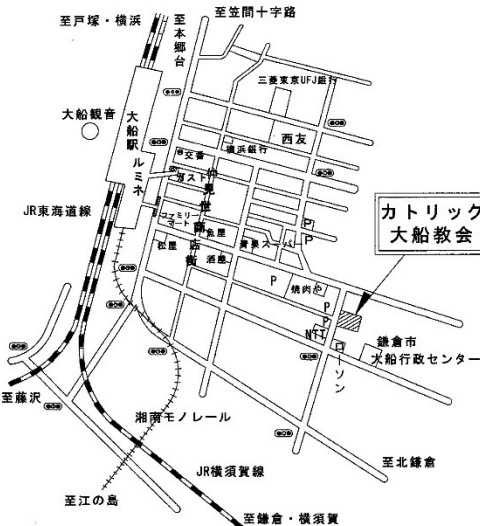 至戸塚・横浜
至本郷台
至笠間十字路
三菱東京UFJ銀行
大船観音
大船駅
ルミネ
西友
横浜銀行
交番
仲見世商店街
JR東海道線
ファミリーマート
魚屋
松屋
酒屋
青果スーパー
P
P
カトリック
大船教会
P
焼肉や
P
P
NTT
ローソン
鎌倉市
大船行政センター
至藤沢
湘南モノレール
JR横須賀線
至北鎌倉
至江の島
至鎌倉・横須賀